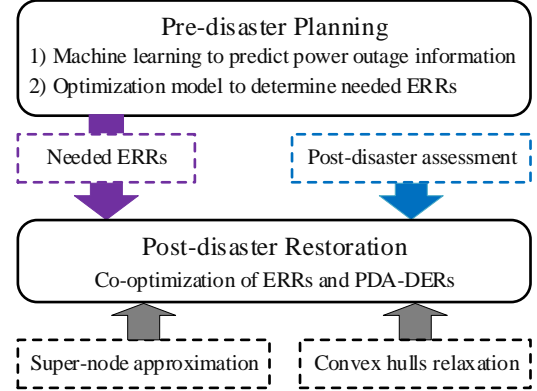 Pre-disaster Planning
1) Machine learning to predict power outage information
2) Optimization model to determine needed ERRs
Needed ERRs
Post-disaster assessment
Post-disaster Restoration
Co-optimization of ERRs and PDA-DERs
Super-node approximation
Convex hulls relaxation